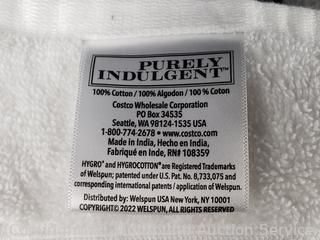 PURELY
INDULGENT™
100% Cotton / 100% Algodon / 100 % Coton
Costco Wholesale Corporation
PO Box 34535
Seattle, WA 98124-1535 USA
1-800-774-2678 • www.costco.com
Made in India, Hecho en India,
Fabriqué en Inde, RN# 108359
HYGRO® and HYGROCOTTON® are Registered Trademarks
of Welspun; patented under U.S. Pat. No. 8,733,075 and
corresponding international patents / application of Welspun.
Distributed by: Welspun USA, New York, NY 10001
COPYRIGHT© 2022 WELSPUN, ALL RIGHTS RESERVED
Auction Service